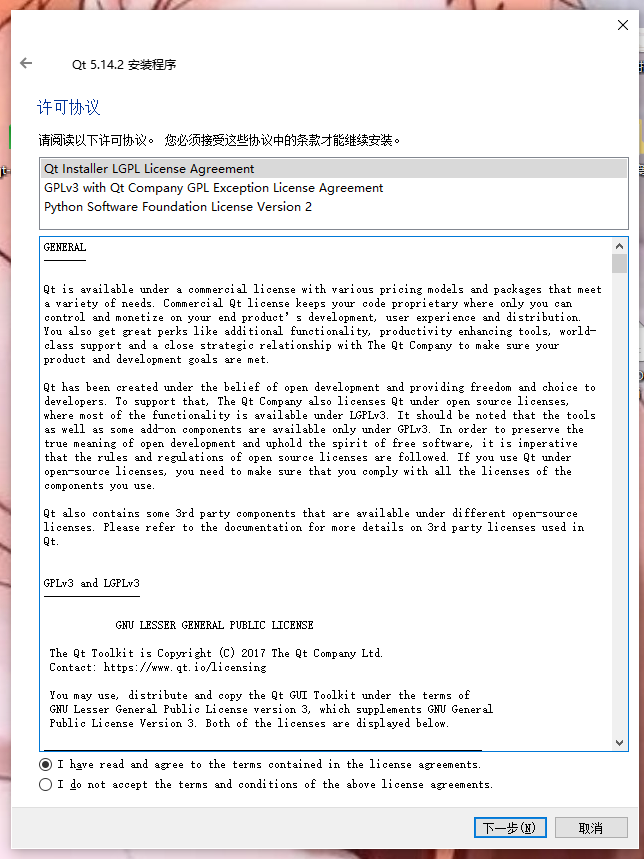 Qt 5.14.2 安装程序
许可协议
请阅读以下许可协议。 您必须接受这些协议中的条款才能继续安装。
Qt Installer LGPL License Agreement
GPLv3 with Qt Company GPL Exception License Agreement
Python Software Foundation License Version 2
GENERAL
Qt is available under a commercial license with various pricing models and packages that meet
a variety of needs. Commercial Qt license keeps your code proprietary where only you can
control and monetize on your end product's development, user experience and distribution.
You also get great perks like additional functionality, productivity enhancing tools, world-
class support and a close strategic relationship with The Qt Company to make sure your
product and development goals are met.
Qt has been created under the belief of open development and providing freedom and choice to
developers. To support that, The Qt Company also licenses Qt under open source licenses,
where most of the functionality is available under LGPLv3. It should be noted that the tools
as well as some add-on components are available only under GPLv3. In order to preserve the
true meaning of open development and uphold the spirit of free software, it is imperative
that the rules and regulations of open source licenses are followed. If you use Qt under
open-source licenses, you need to make sure that you comply with all the licenses of the
components you use.
Qt also contains some 3rd party components that are available under different open-source
licenses. Please refer to the documentation for more details on 3rd party licenses used in
Qt.
GPLv3 and LGPLv3
GNU LESSER GENERAL PUBLIC LICENSE
The Qt Toolkit is Copyright (C) 2017 The Qt Company Ltd.
Contact: https://www.qt.io/licensing
You may use, distribute and copy the Qt GUI Toolkit under the terms of
GNU Lesser General Public License version 3, which supplements GNU General
Public License Version 3. Both of the licenses are displayed below.
I have read and agree to the terms contained in the license agreements.
I do not accept the terms and conditions of the above license agreements.
下一步(N) 取消